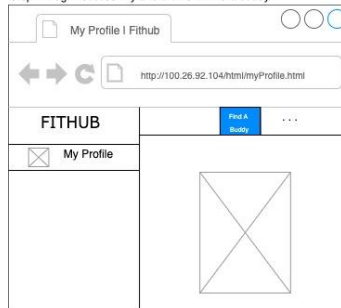 My Profile | Fithub
http://100.26.92.104/html/myProfile.html
FITHUB
Find A
Buddy
...
My Profile